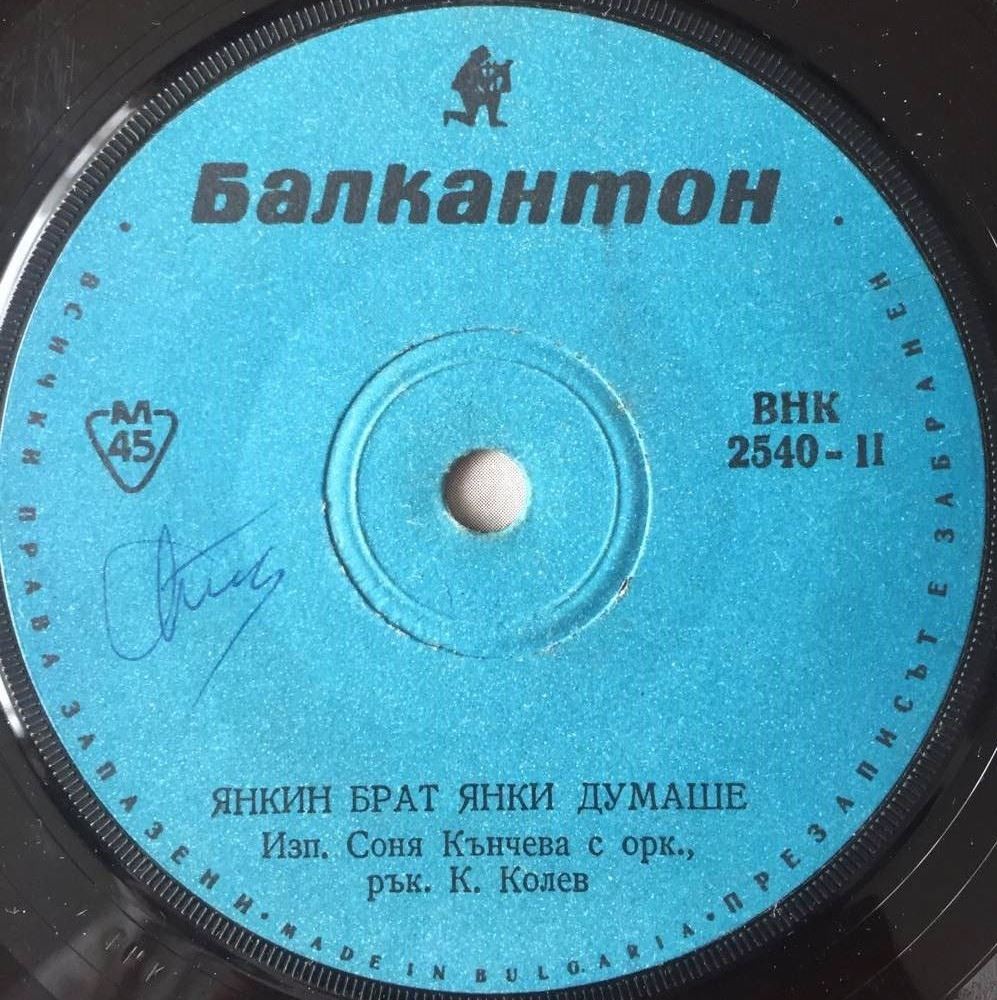 Балкантон
М
45
ВНК
2540 - II
ЯНКИН БРАТ ЯНКИ ДУМАШЕ
Изп. Соня Кънчева с орк.,
рък. К. Колев
ВСИЧКИ ПРАВА ЗАПАЗЕНИ • MADE IN BULGARIA • ПРЕЗАПИСЪТ Е ЗАБРАНЕН